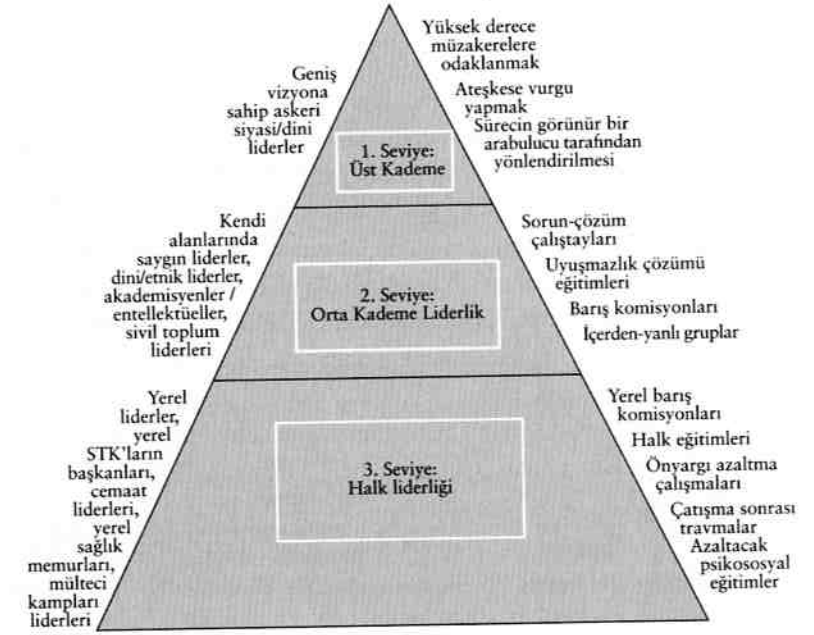 Geniş
vizyona
sahip askeri
siyasi/dini
liderler
1. Seviye:
Üst Kademe
Yüksek derece
müzakerelere
odaklanmak
Ateşkese vurgu
yapmak
Sürecin görünür bir
arabulucu tarafından
yönlendirilmesi
Kendi
alanlarında
saygın liderler,
dini/etnik liderler,
akademisyenler /
entellektüeller,
sivil toplum
liderleri
2. Seviye:
Orta Kademe Liderlik
Sorun-çözüm
çalıştayları
Uyuşmazlık çözümü
eğitimleri
Barış komisyonları
İçerden-yanlı gruplar
Yerel
liderler,
yerel
STK'ların
başkanları,
cemaat
liderleri,
yerel
sağlık
memurları,
mülteci
kampları
liderleri
3. Seviye:
Halk liderliği
Yerel barış
komisyonları
Halk eğitimleri
Önyargı azaltma
çalışmaları
Çatışma sonrası
travmalar
Azaltacak
psikososyal
eğitimler